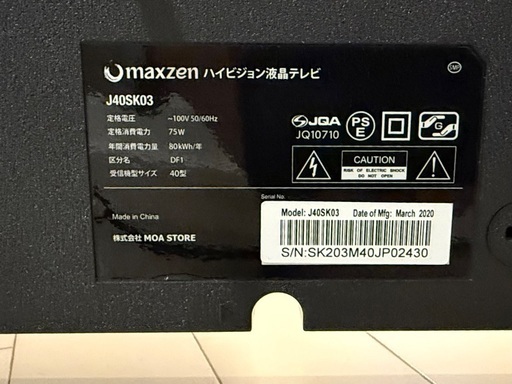 maxzen ハイビジョン液晶テレビ
SMP
J40SK03
定格電圧 ~100V 50/60Hz
定格消費電力 75W
年間消費電力量 80kWh/年
区分名 DF1
受信機型サイズ 40型
JQA
JQ10710
PS
E
G
CAUTION
RISK OF ELECTRIC SHOCK
DO NOT OPEN
Serial No.
Made in China
株式会社 MOA STORE
Model: J40SK03 Date of Mfg: March 2020
S/N:SK203M40JP02430